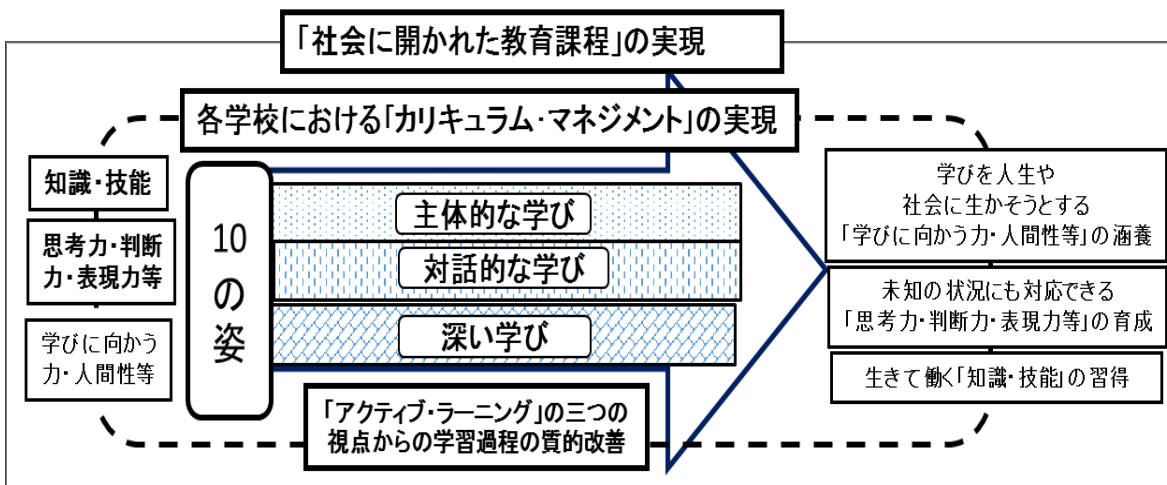 「社会に開かれた教育課程」の実現
各学校における「カリキュラム・マネジメント」の実現
知識・技能
思考力・判断
力・表現力等
学びに向かう
力・人間性等
10
の
姿
主体的な学び
対話的な学び
深い学び
「アクティブ・ラーニング」の三つの
視点からの学習過程の質的改善
学びを人生や
社会に生かそうとする
「学びに向かう力・人間性等」の涵養
未知の状況にも対応できる
「思考力・判断力・表現力等」の育成
生きて働く「知識・技能」の習得